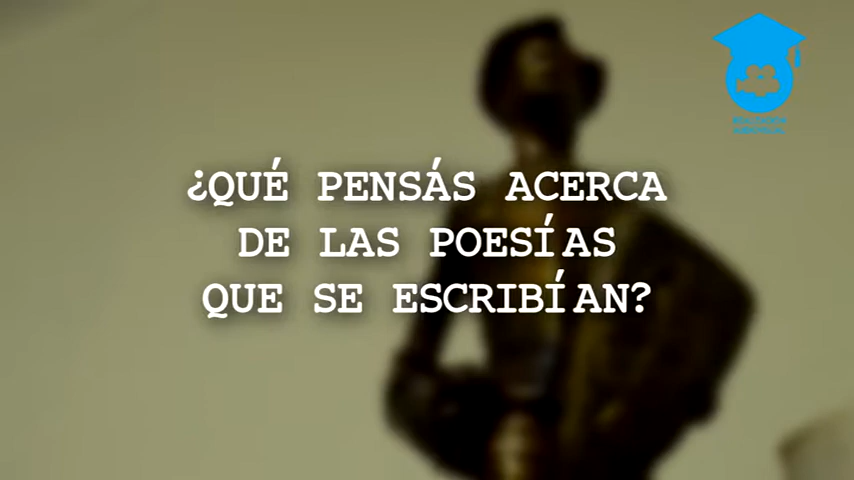 ¿QUÉ PENSÁS ACERCA
DE LAS POESÍAS
QUE SE ESCRIBÍAN?